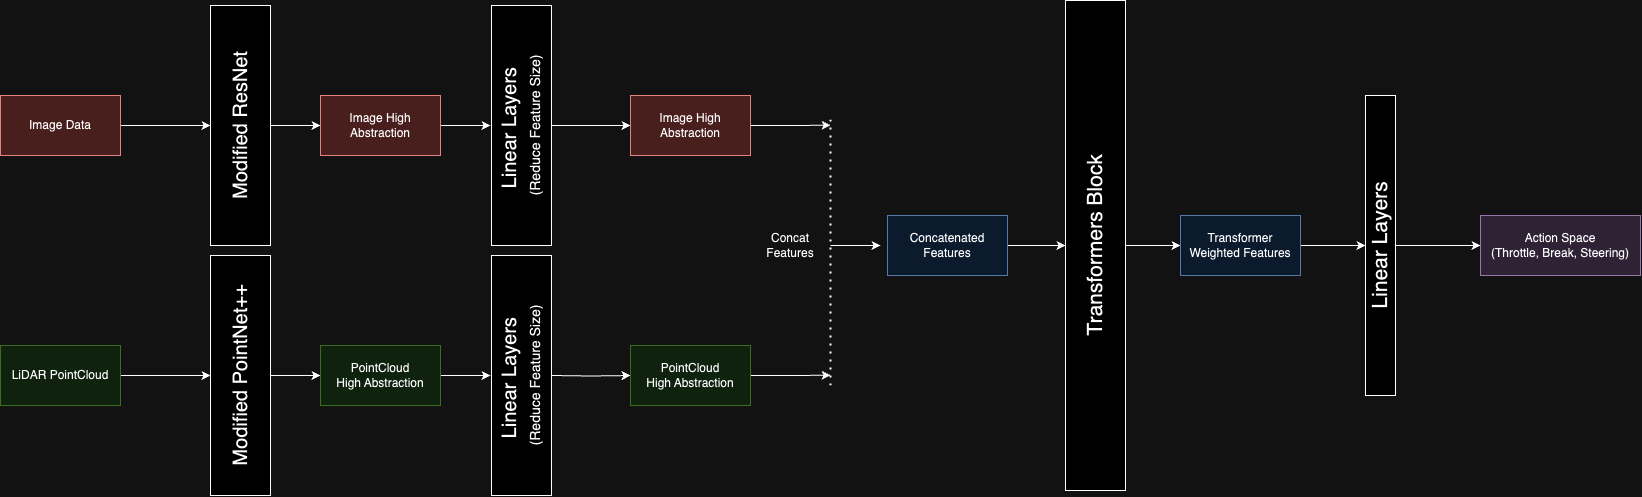 Image Data
Modified ResNet
Image High
Abstraction
Linear Layers
(Reduce Feature Size)
Image High
Abstraction
LiDAR PointCloud
Modified PointNet++
PointCloud
High Abstraction
Linear Layers
(Reduce Feature Size)
PointCloud
High Abstraction
Concat
Features
Concatenated
Features
Transformers Block
Transformer
Weighted Features
Linear Layers
Action Space
(Throttle, Break, Steering)